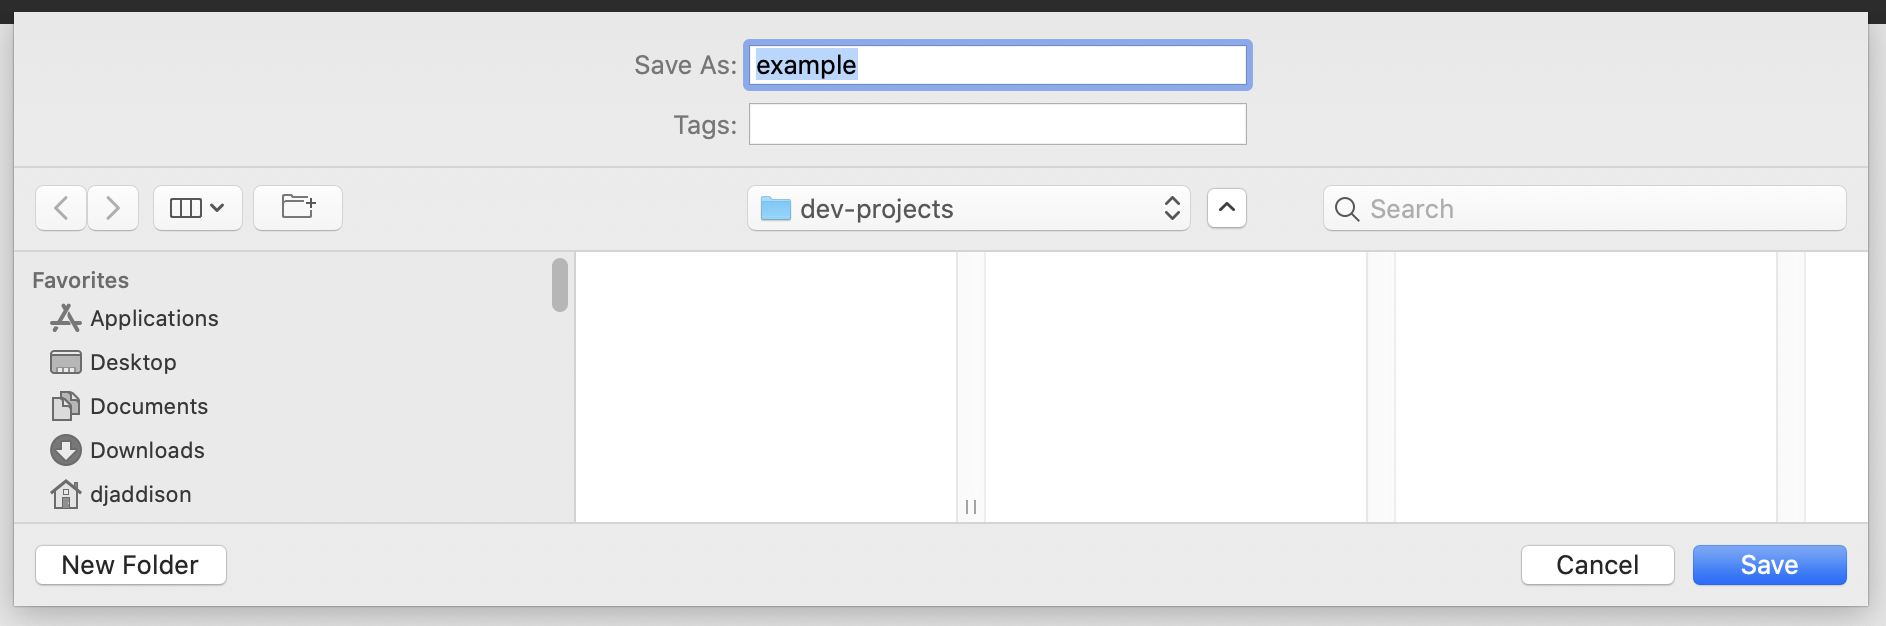 Save As: example
Tags:
dev-projects
Search
Favorites
Applications
Desktop
Documents
Downloads
djaddison
New Folder
Cancel
Save